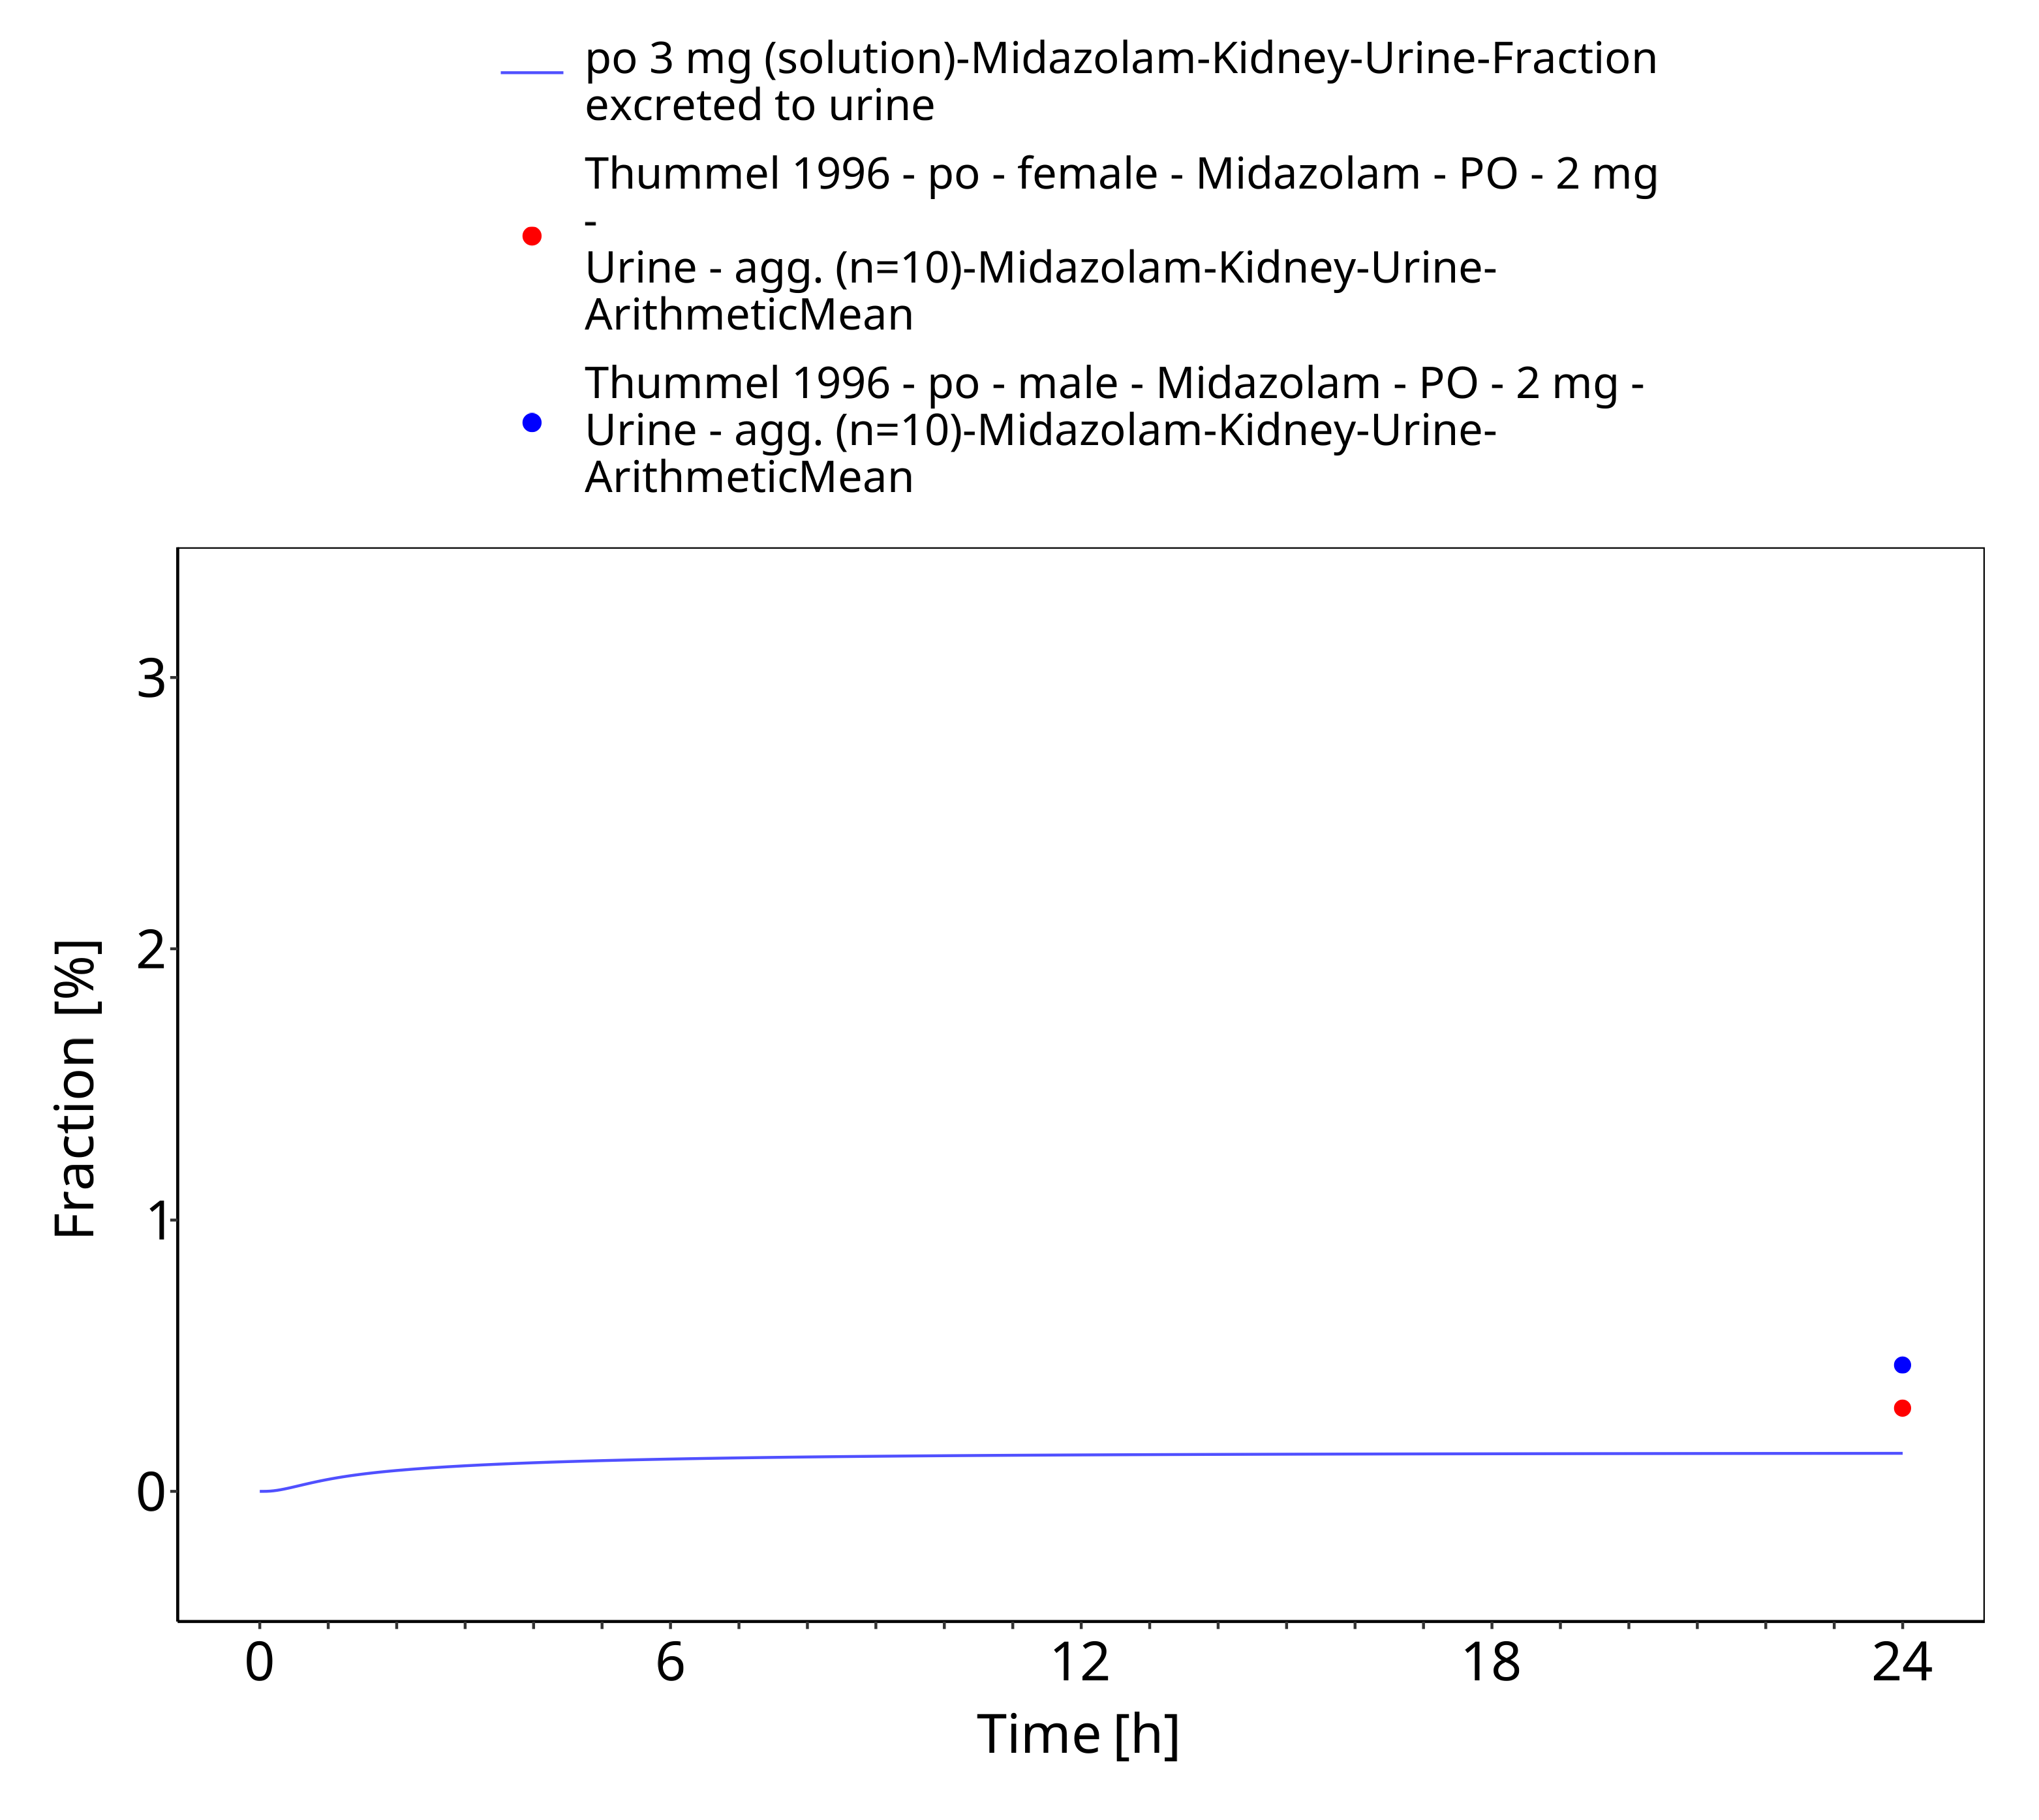 po 3 mg (solution)-Midazolam-Kidney-Urine-Fraction
excreted to urine
Thummel 1996 - po - female - Midazolam - PO - 2 mg
-
Urine - agg. (n=10)-Midazolam-Kidney-Urine-
ArithmeticMean
Thummel 1996 - po - male - Midazolam - PO - 2 mg -
Urine - agg. (n=10)-Midazolam-Kidney-Urine-
ArithmeticMean
Fraction [%]
3
2
1
0
0 6 12 18 24
Time [h]